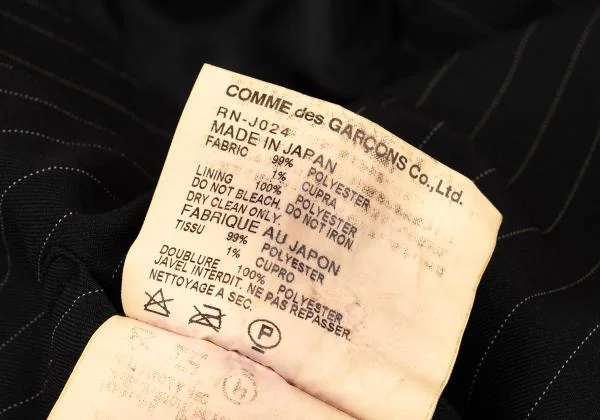 COMME des GARÇONS Co.,Ltd.
RN-J024
MADE IN JAPAN
FABRIC 99% POLYESTER
1% CUPRA
LINING 100% POLYESTER
DO NOT BLEACH. DO NOT IRON.
DRY CLEAN ONLY.
FABRIQUE AU JAPON
TISSU 99% POLYESTER
1% CUPRO
DOUBLURE 100% POLYESTER
JAVEL INTERDIT. NE PAS REPASSER.
NETTOYAGE A SEC.
P